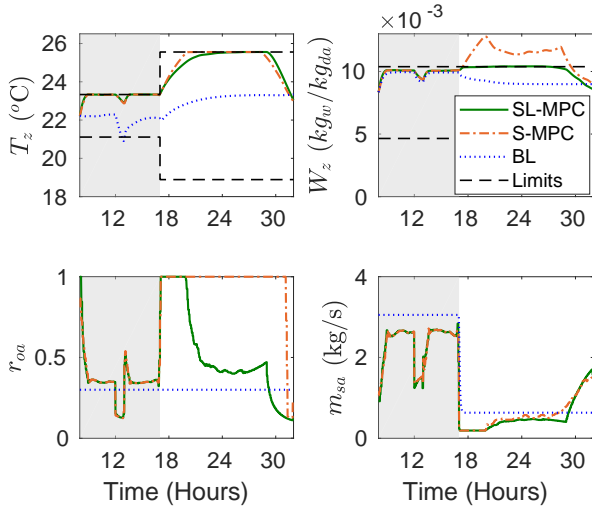 × 10⁻³
26
24
22
20
18
T_z (°C)
12 18 24 30
10
5
0
W_z (kg_w/kg_da)
SL-MPC
S-MPC
BL
Limits
12 18 24 30
1
0.5
0
r_oa
12 18 24 30
Time (Hours)
4
2
0
m_sa (kg/s)
12 18 24 30
Time (Hours)